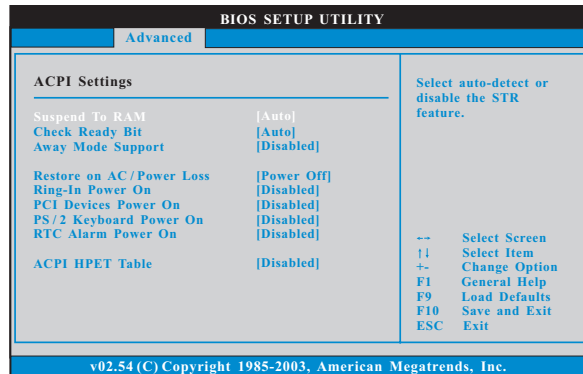 BIOS SETUP UTILITY
Advanced
ACPI Settings
Suspend To RAM [Auto]
Check Ready Bit [Auto]
Away Mode Support [Disabled]
Restore on AC / Power Loss [Power Off]
Ring-In Power On [Disabled]
PCI Devices Power On [Disabled]
PS / 2 Keyboard Power On [Disabled]
RTC Alarm Power On [Disabled]
ACPI HPET Table [Disabled]
Select auto-detect or
disable the STR
feature.
←→ Select Screen
↑↓ Select Item
+- Change Option
F1 General Help
F9 Load Defaults
F10 Save and Exit
ESC Exit
v02.54 (C) Copyright 1985-2003, American Megatrends, Inc.